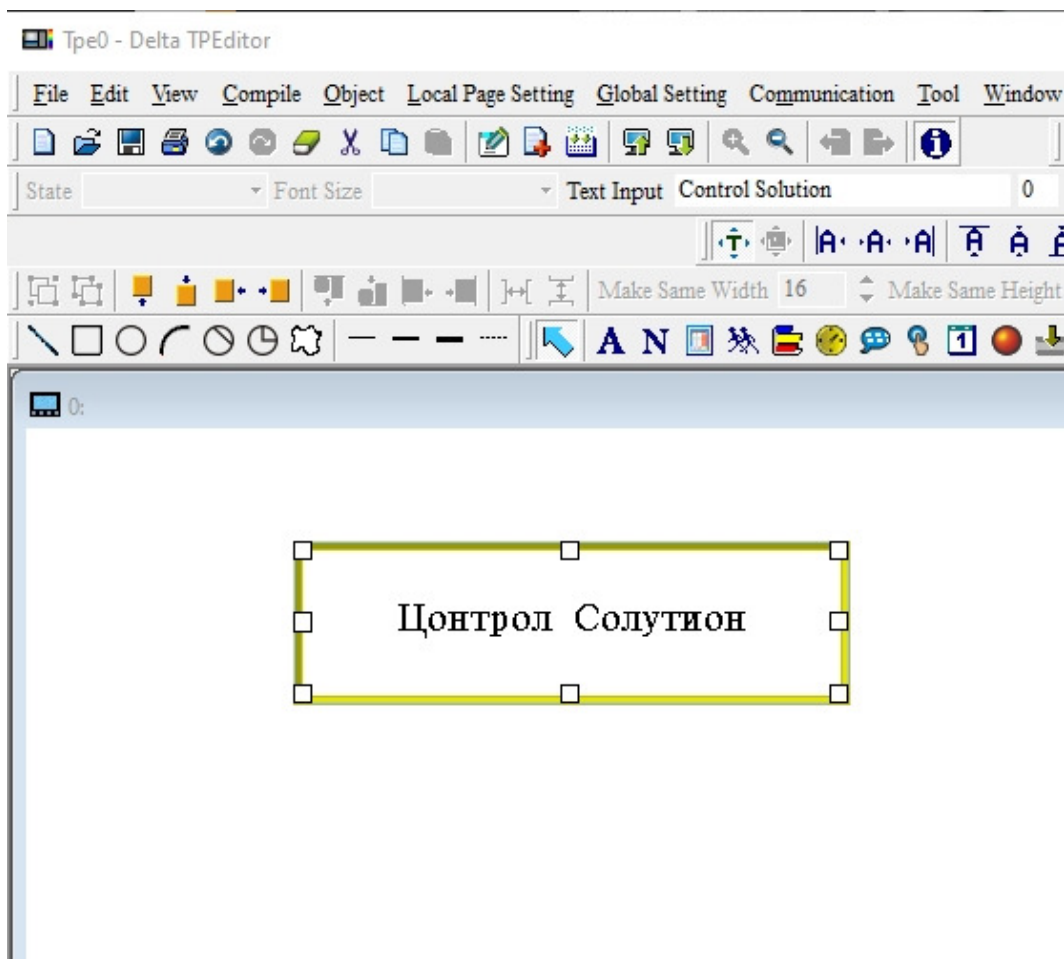 Tpe0 - Delta TPEditor
File Edit View Compile Object Local Page Setting Global Setting Communication Tool Window
State Font Size Text Input Control Solution 0
Make Same Width 16 Make Same Height
A N 1
0:
Цонтрол Солутион